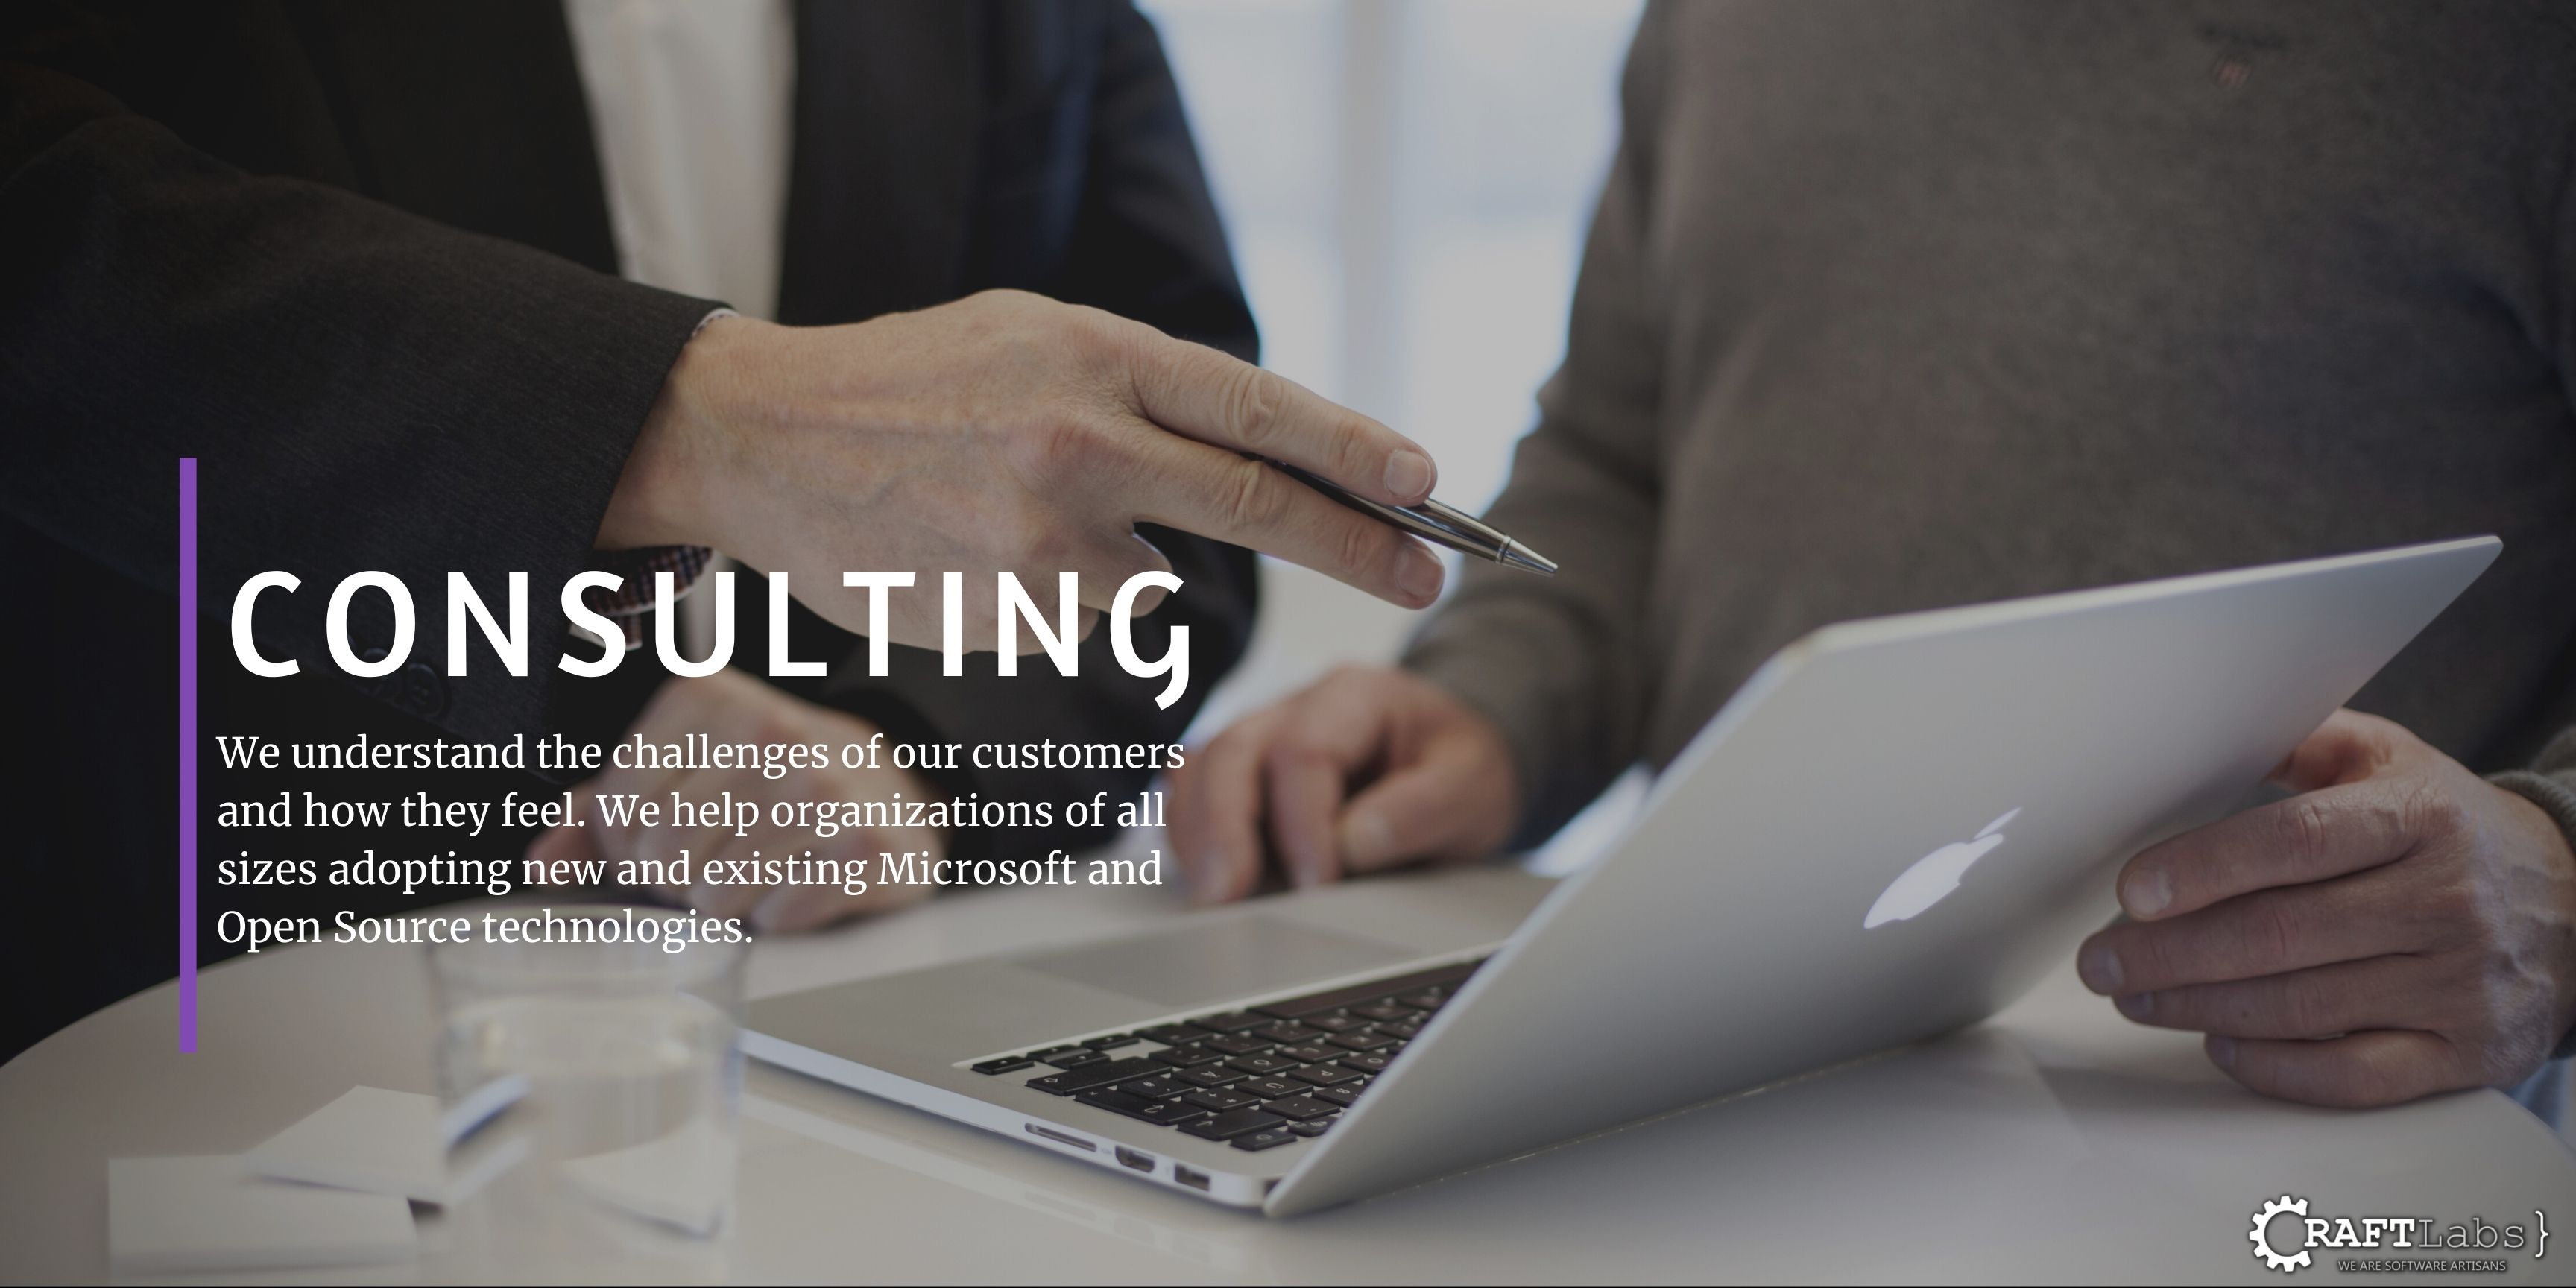 CONSULTING
We understand the challenges of our customers
and how they feel. We help organizations of all
sizes adopting new and existing Microsoft and
Open Source technologies.
CRAFTLabs}
WE ARE SOFTWARE ARTISANS